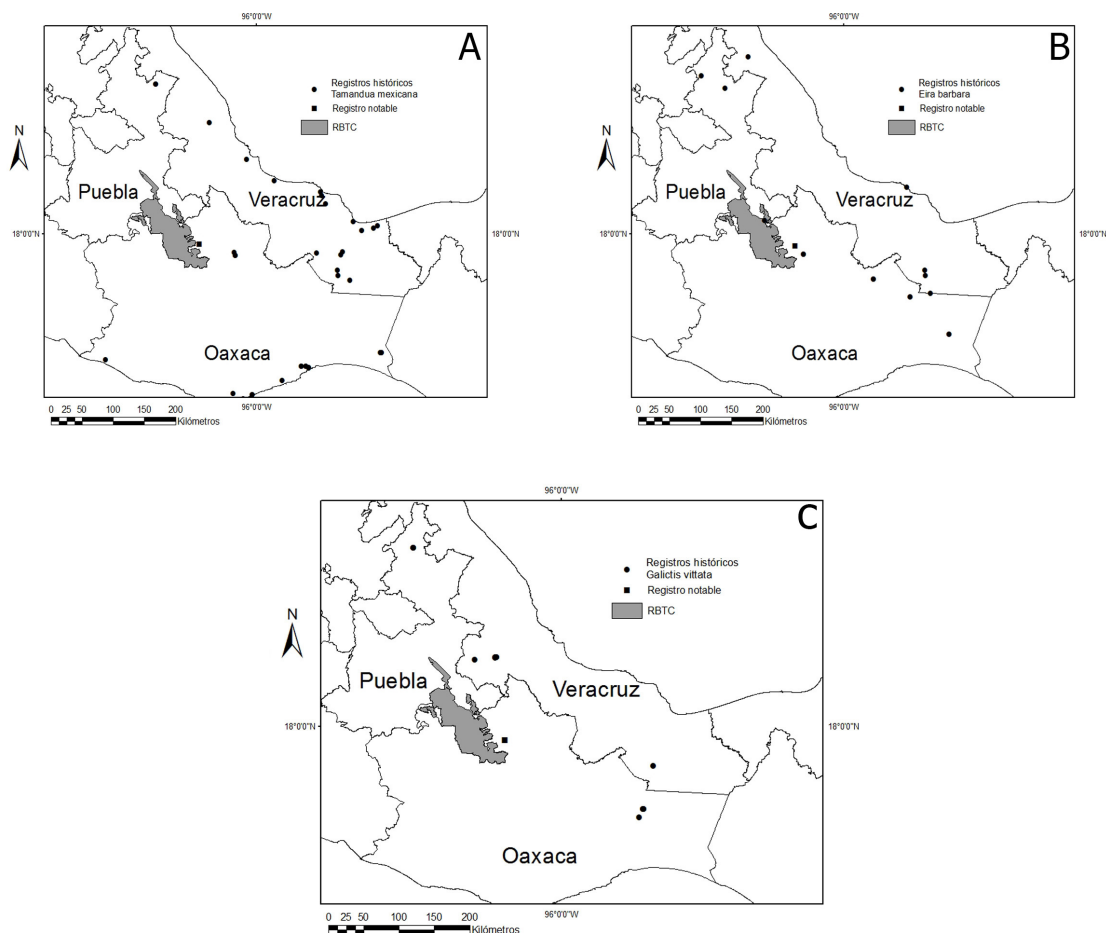 96°0'0"W
A
Registros históricos
Tamandua mexicana
Registro notable
RBTC
N
Puebla
Veracruz
18°0'0"N
18°0'0"N
Oaxaca
0 25 50 100 150 200
Kilómetros
96°0'0"W
96°0'0"W
B
Registros históricos
Eira barbara
Registro notable
RBTC
N
Puebla
Veracruz
18°0'0"N
18°0'0"N
Oaxaca
0 25 50 100 150 200
Kilómetros
96°0'0"W
96°0'0"W
C
Registros históricos
Galictis vittata
Registro notable
RBTC
N
Puebla
Veracruz
18°0'0"N
18°0'0"N
Oaxaca
0 25 50 100 150 200
Kilómetros
96°0'0"W